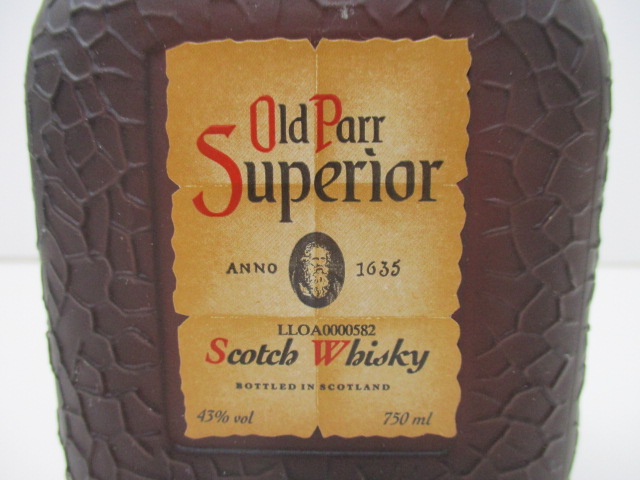 Old Parr
Superior
ANNO 1635
LLOA0000582
Scotch Whisky
BOTTLED IN SCOTLAND
43% vol 750 ml